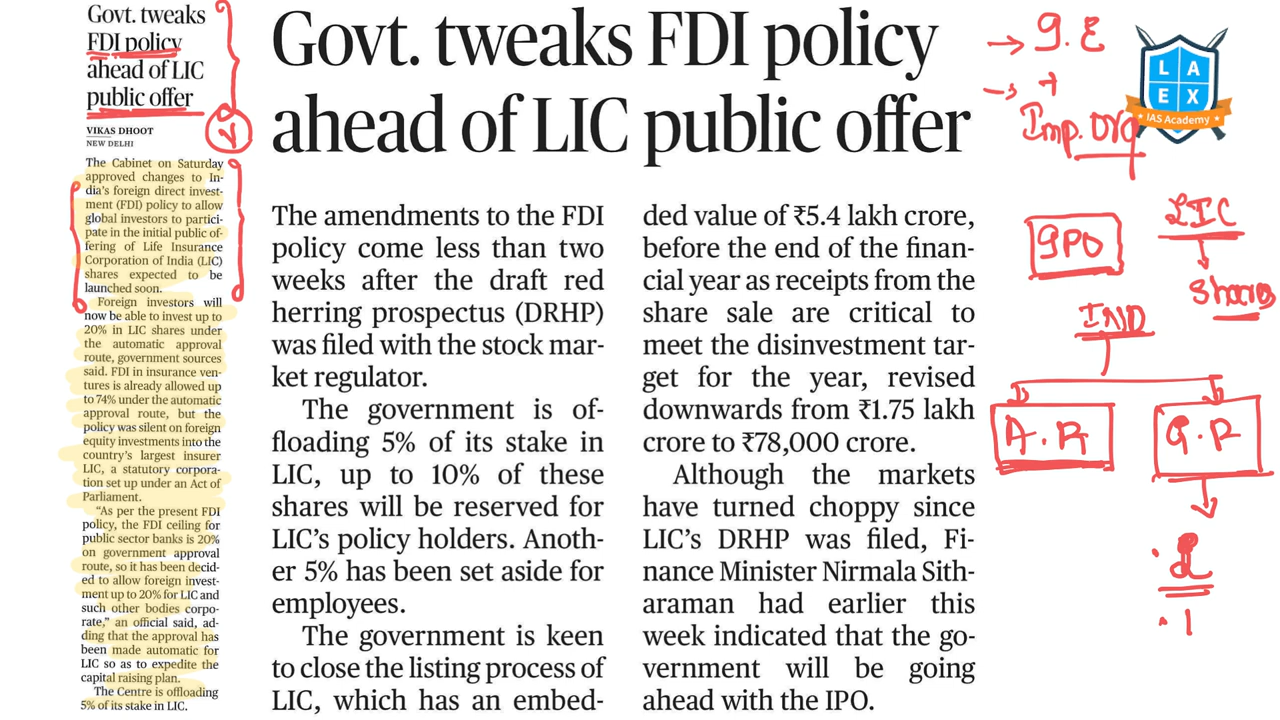 Govt. tweaks
FDI policy
ahead of LIC
public offer
VIKAS DHOOT
NEW DELHI
The Cabinet on Saturday
approved changes to In-
dia's foreign direct invest-
ment (FDI) policy to allow
global investors to partici-
pate in the initial public of-
fering of Life Insurance
Corporation of India (LIC)
shares expected to be
launched soon.
Foreign investors will
now be able to invest up to
20% in LIC shares under
the automatic approval
route, government sources
said. FDI in insurance ven-
tures is already allowed up
to 74% under the automatic
approval route, but the
policy was silent on foreign
equity investments into the
country's largest insurer
LIC, a statutory corpora-
tion set up under an Act of
Parliament.
"As per the present FDI
policy, the FDI ceiling for
public sector banks is 20%
on government approval
route, so it has been decid-
ed to allow foreign invest-
ment up to 20% for LIC and
such other bodies corpo-
rate," an official said, ad-
ding that the approval has
been made automatic for
LIC so as to expedite the
capital raising plan.
The Centre is offloading
5% of its stake in LIC.
Govt. tweaks FDI policy
ahead of LIC public offer
The amendments to the FDI
policy come less than two
weeks after the draft red
herring prospectus (DRHP)
was filed with the stock mar-
ket regulator.
The government is of-
floading 5% of its stake in
LIC, up to 10% of these
shares will be reserved for
LIC's policy holders. Anoth-
er 5% has been set aside for
employees.
The government is keen
to close the listing process of
LIC, which has an embed-
ded value of ₹5.4 lakh crore,
before the end of the finan-
cial year as receipts from the
share sale are critical to
meet the disinvestment tar-
get for the year, revised
downwards from ₹1.75 lakh
crore to ₹78,000 crore.
Although the markets
have turned choppy since
LIC's DRHP was filed, Fi-
nance Minister Nirmala Sith-
araman had earlier this
week indicated that the go-
vernment will be going
ahead with the IPO.
→ I.E
→ +
Imp. org
L A
E X
IAS Academy
IPO
LIC
Shares
IND
A.R
G.R